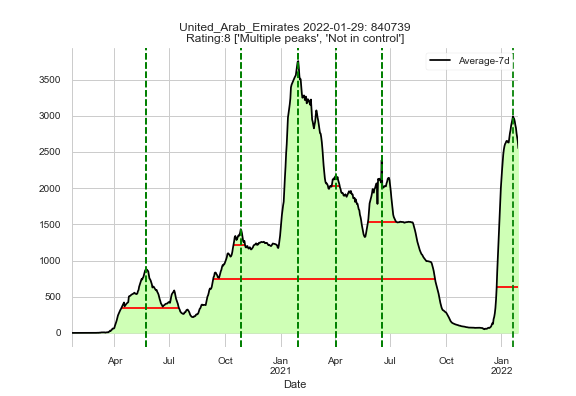 United_Arab_Emirates 2022-01-29: 840739
Rating:8 ['Multiple peaks', 'Not in control']
Average-7d
3500
3000
2500
2000
1500
1000
500
0
Apr Jul Oct Jan Apr Jul Oct Jan
2021 2022
Date